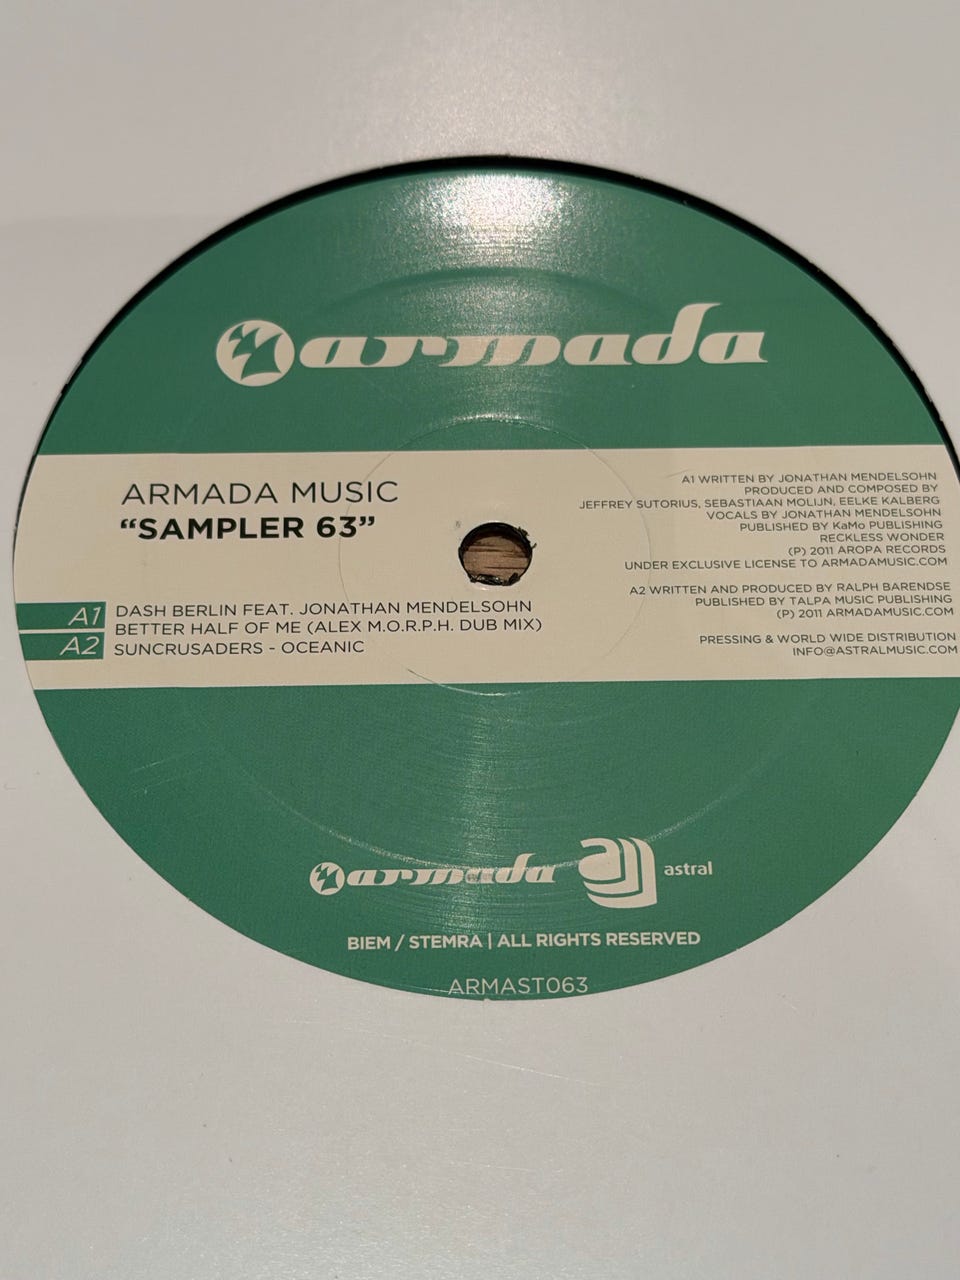 armada
ARMADA MUSIC
“SAMPLER 63”
A1 DASH BERLIN FEAT. JONATHAN MENDELSOHN
BETTER HALF OF ME (ALEX M.O.R.P.H. DUB MIX)
A2 SUNCRUSADERS - OCEANIC
A1 WRITTEN BY JONATHAN MENDELSOHN
PRODUCED AND COMPOSED BY
JEFFREY SUTORIUS, SEBASTIAAN MOLIJN, EELKE KALBERG
VOCALS BY JONATHAN MENDELSOHN
PUBLISHED BY KaMo PUBLISHING
RECKLESS WONDER
(P) 2011 AROPA RECORDS
UNDER EXCLUSIVE LICENSE TO ARMADAMUSIC.COM
A2 WRITTEN AND PRODUCED BY RALPH BARENDSE
PUBLISHED BY TALPA MUSIC PUBLISHING
(P) 2011 ARMADAMUSIC.COM
PRESSING & WORLD WIDE DISTRIBUTION
INFO@ASTRALMUSIC.COM
armada astral
BIEM / STEMRA | ALL RIGHTS RESERVED
ARMAST063